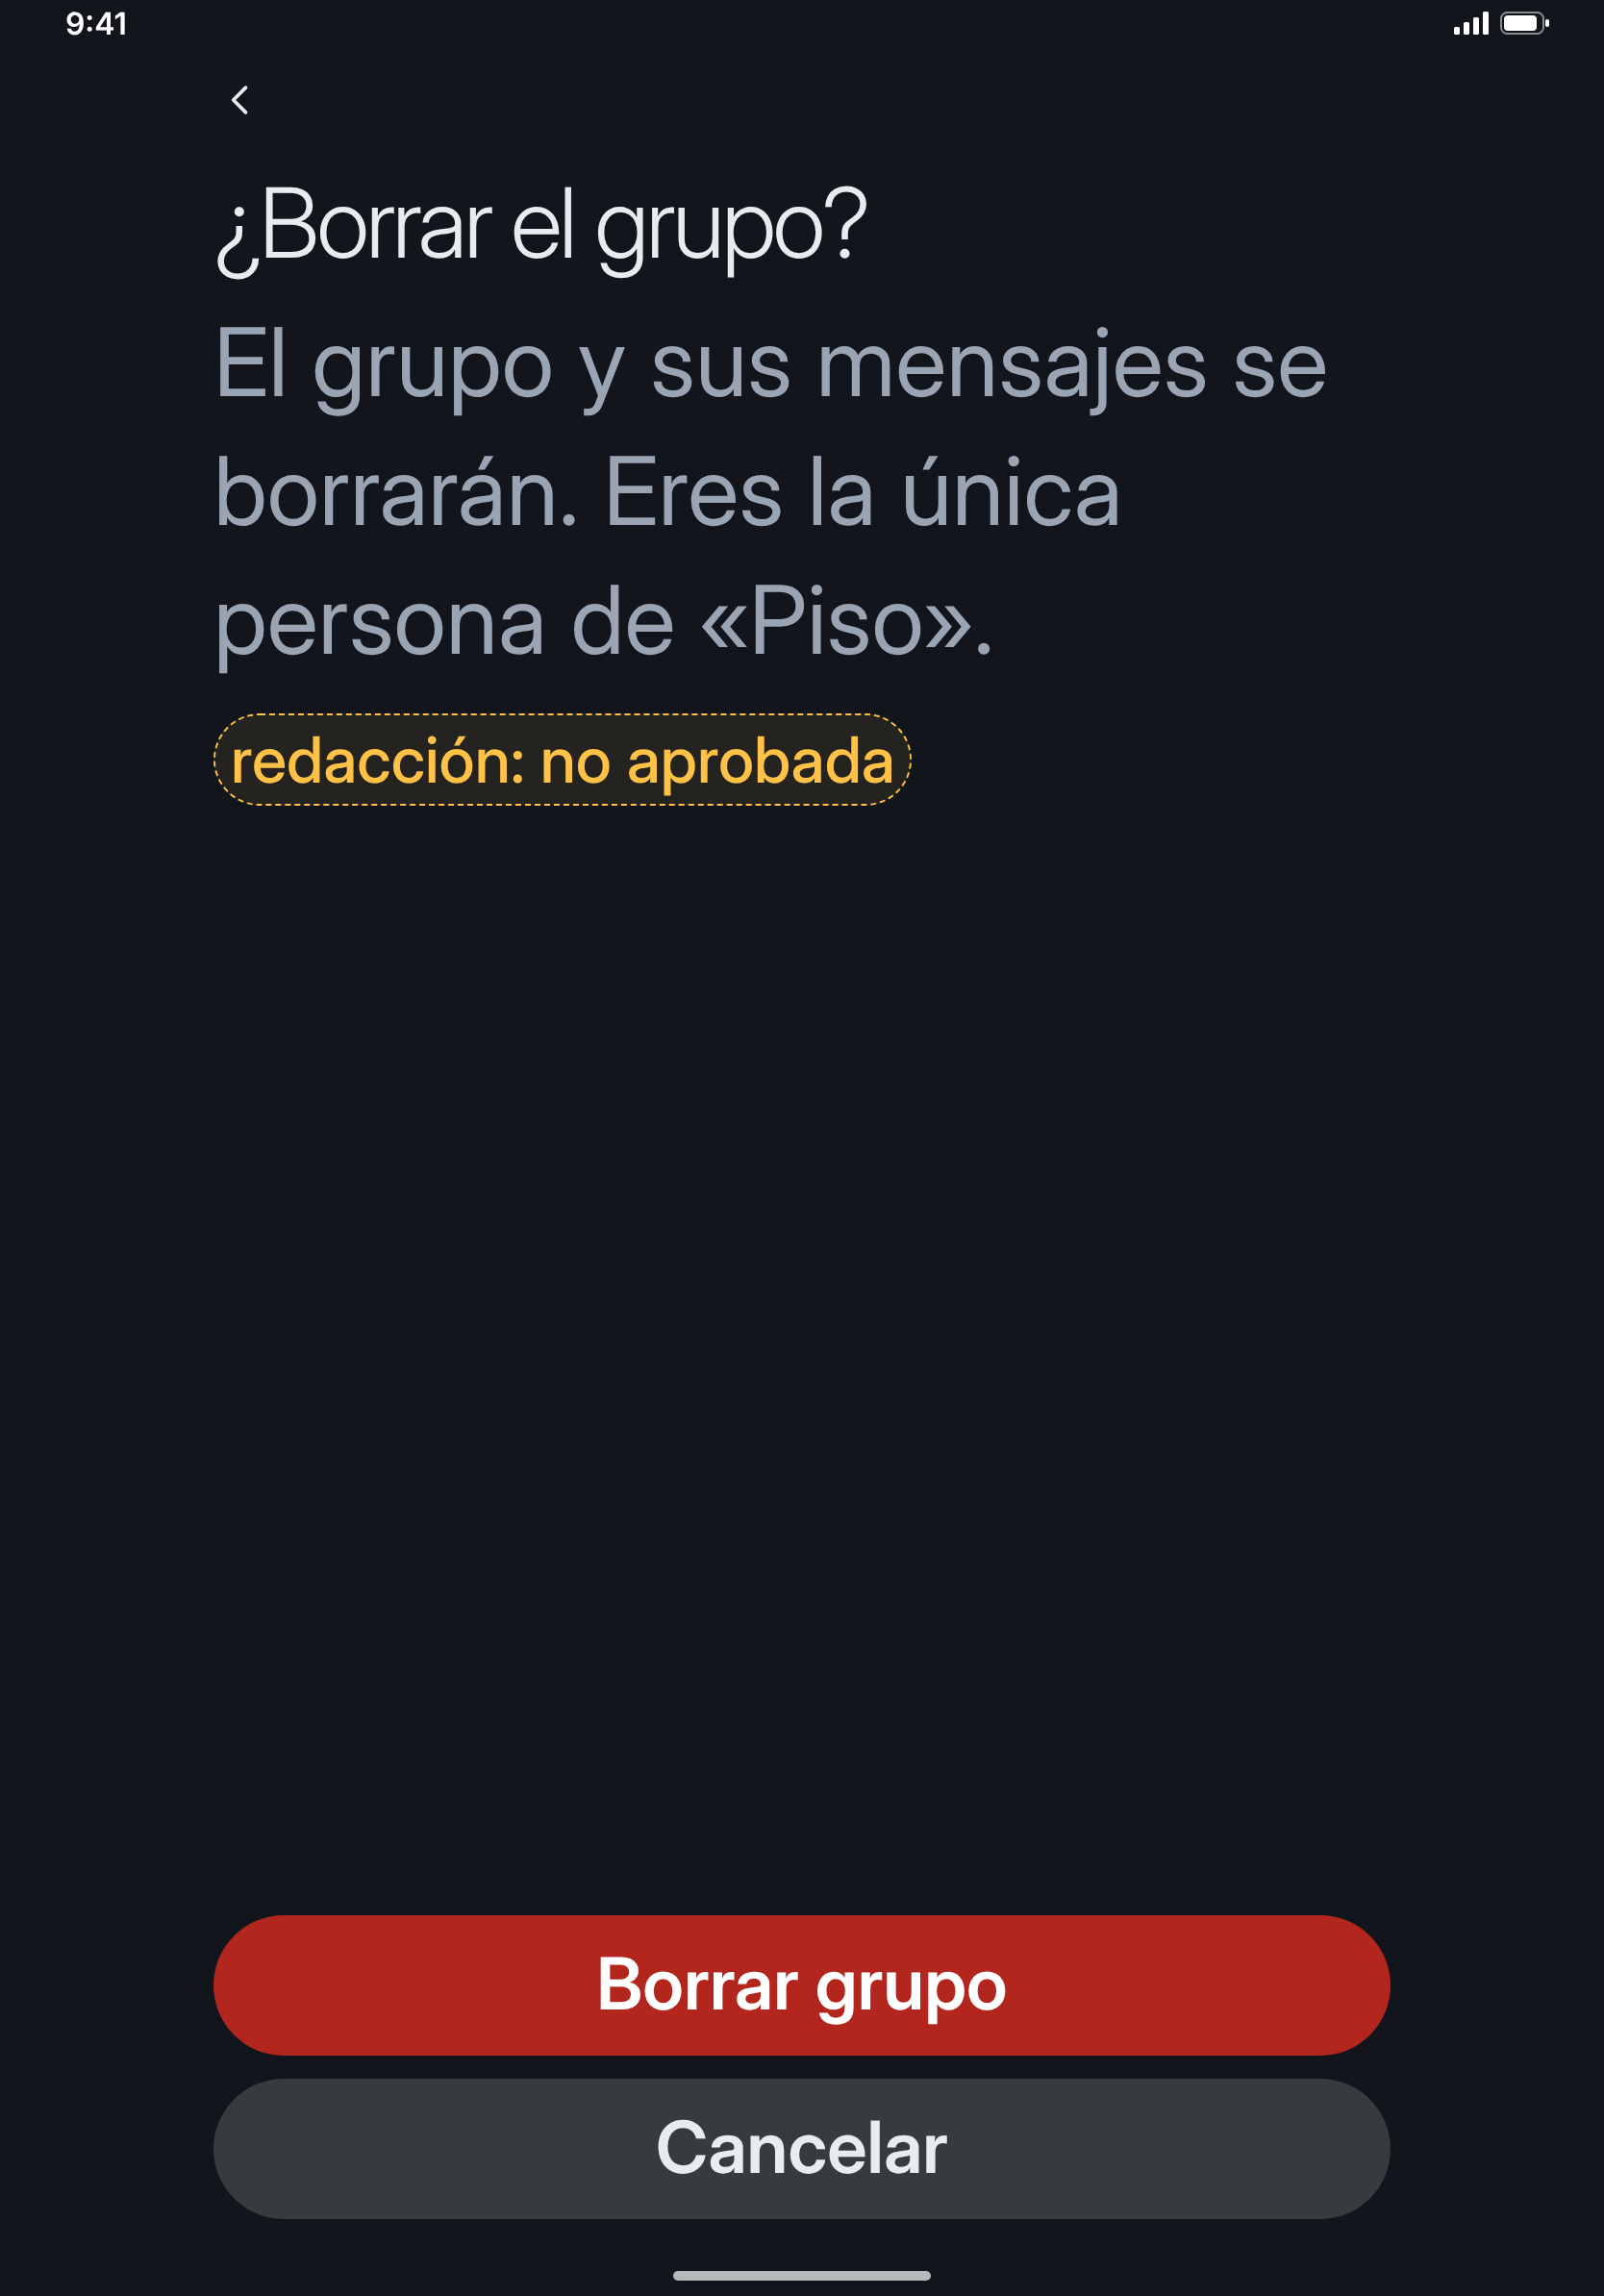 9:41
¿Borrar el grupo?
El grupo y sus mensajes se
borrarán. Eres la única
persona de «Piso».
redacción: no aprobada
Borrar grupo
Cancelar